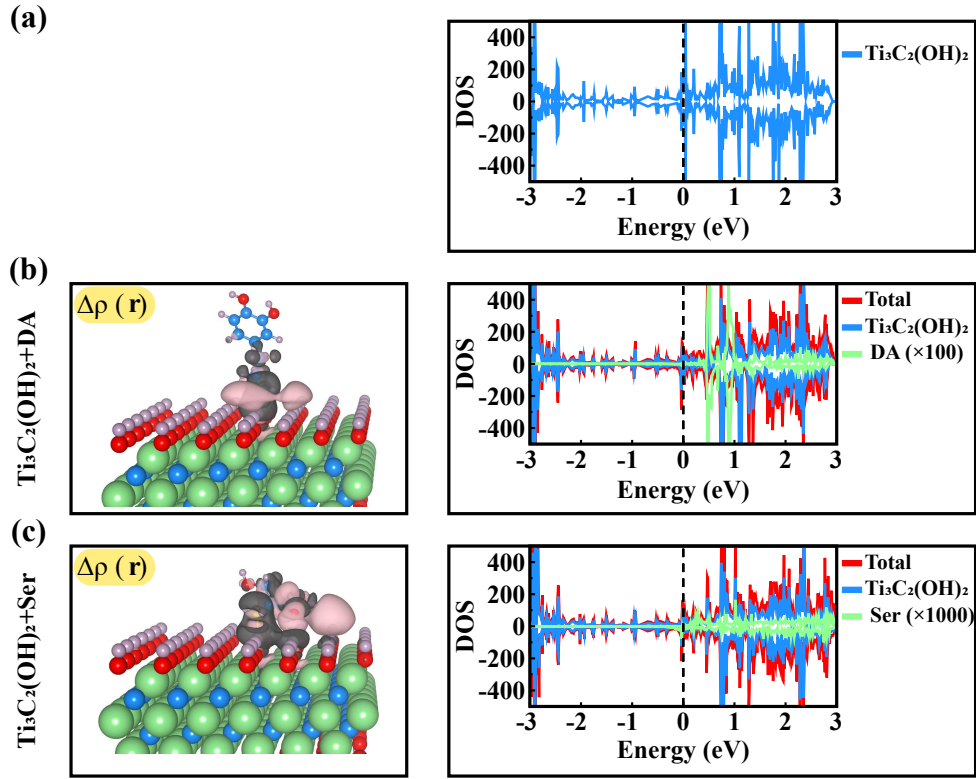 (a)
DOS
400
200
0
-200
-400
-3 -2 -1 0 1 2 3
Energy (eV)
Ti₃C₂(OH)₂
(b)
Ti₃C₂(OH)₂+DA
Δρ (r)
DOS
400
200
0
-200
-400
-3 -2 -1 0 1 2 3
Energy (eV)
Total
Ti₃C₂(OH)₂
DA (×100)
(c)
Ti₃C₂(OH)₂+Ser
Δρ (r)
DOS
400
200
0
-200
-400
-3 -2 -1 0 1 2 3
Energy (eV)
Total
Ti₃C₂(OH)₂
Ser (×1000)